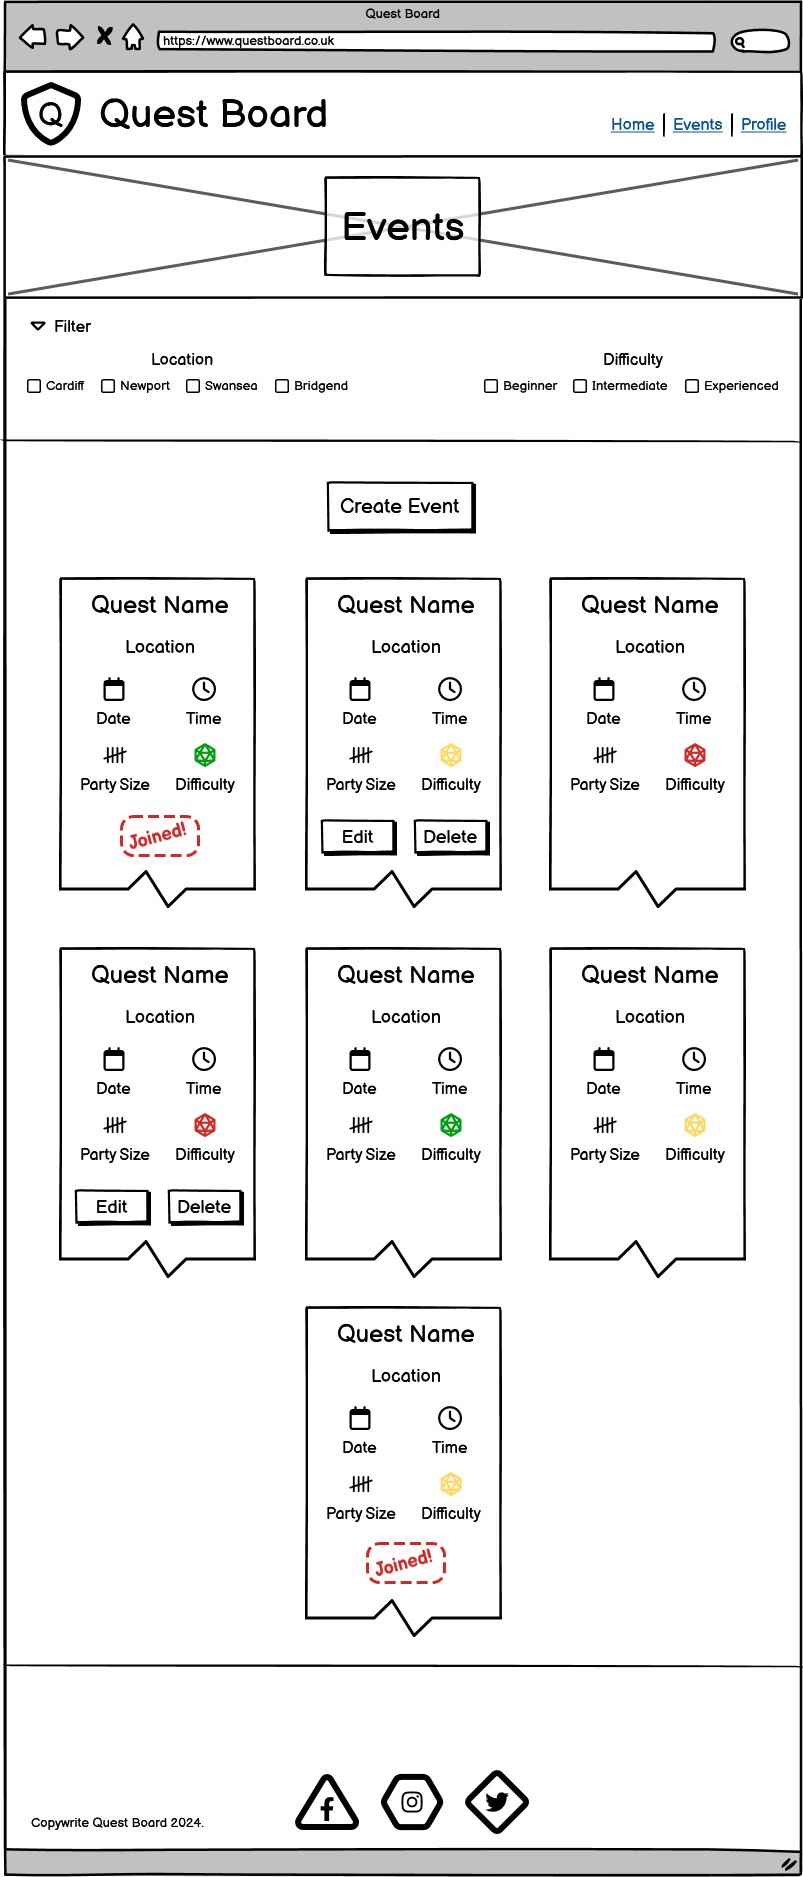 Quest Board
https://www.questboard.co.uk
Q Quest Board
Home Events Profile
Events
Filter
Location Difficulty
Cardiff Newport Swansea Bridgend Beginner Intermediate Experienced
Create Event
Quest Name Quest Name Quest Name
Location Location Location
Date Time Date Time Date Time
Party Size Difficulty Party Size Difficulty Party Size Difficulty
Joined! Edit Delete
Quest Name Quest Name Quest Name
Location Location Location
Date Time Date Time Date Time
Party Size Difficulty Party Size Difficulty Party Size Difficulty
Edit Delete
Quest Name
Location
Date Time
Party Size Difficulty
Joined!
Copywrite Quest Board 2024.